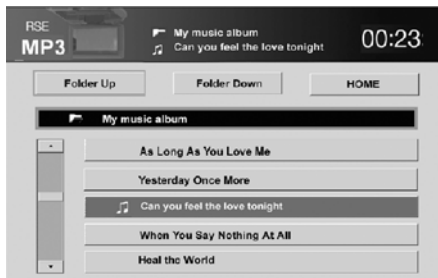 RSE
MP3
My music album
Can you feel the love tonight
00:23
Folder Up
Folder Down
HOME
My music album
As Long As You Love Me
Yesterday Once More
Can you feel the love tonight
When You Say Nothing At All
Heal the World